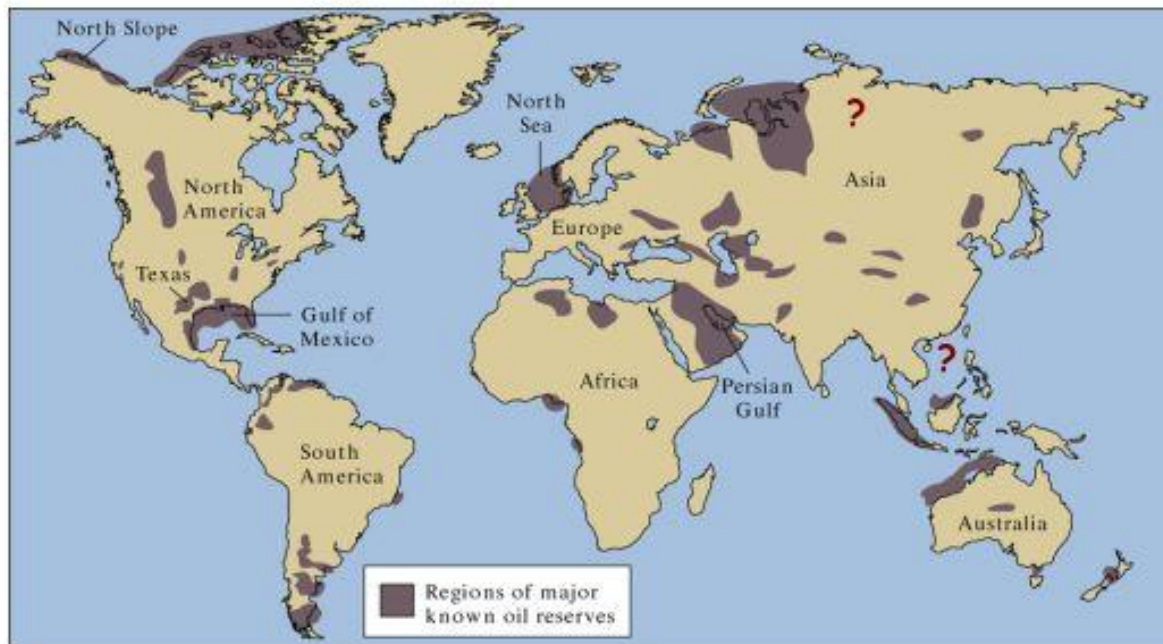 North Slope
North
Sea
?
Asia
North
America
Europe
Texas
Gulf of
Mexico
?
Africa
Persian
Gulf
South
America
Australia
Regions of major
known oil reserves